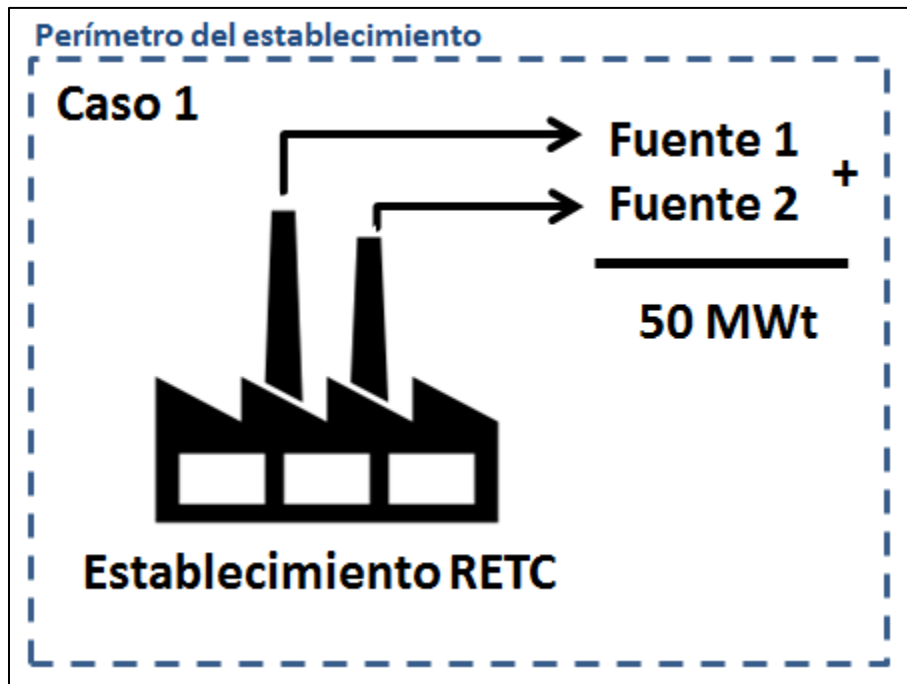 Perímetro del establecimiento
Caso 1
Fuente 1
+
Fuente 2
50 MWt
Establecimiento RETC